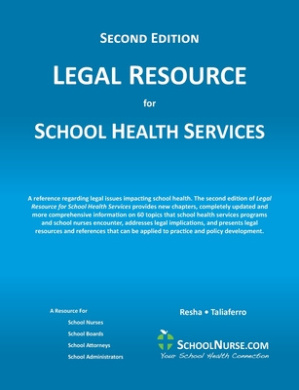 SECOND EDITION
LEGAL RESOURCE
for
SCHOOL HEALTH SERVICES
A reference regarding legal issues impacting school health. The second edition of Legal
Resource for School Health Services provides new chapters, completely updated and
more comprehensive information on 60 topics that school health services programs
and school nurses encounter, addresses legal implications, and presents legal
resources and references that can be applied to practice and policy development.
A Resource For
School Nurses
School Boards
School Attorneys
School Administrators
Resha • Taliaferro
SCHOOLNURSE.COM
Your School Health Connection